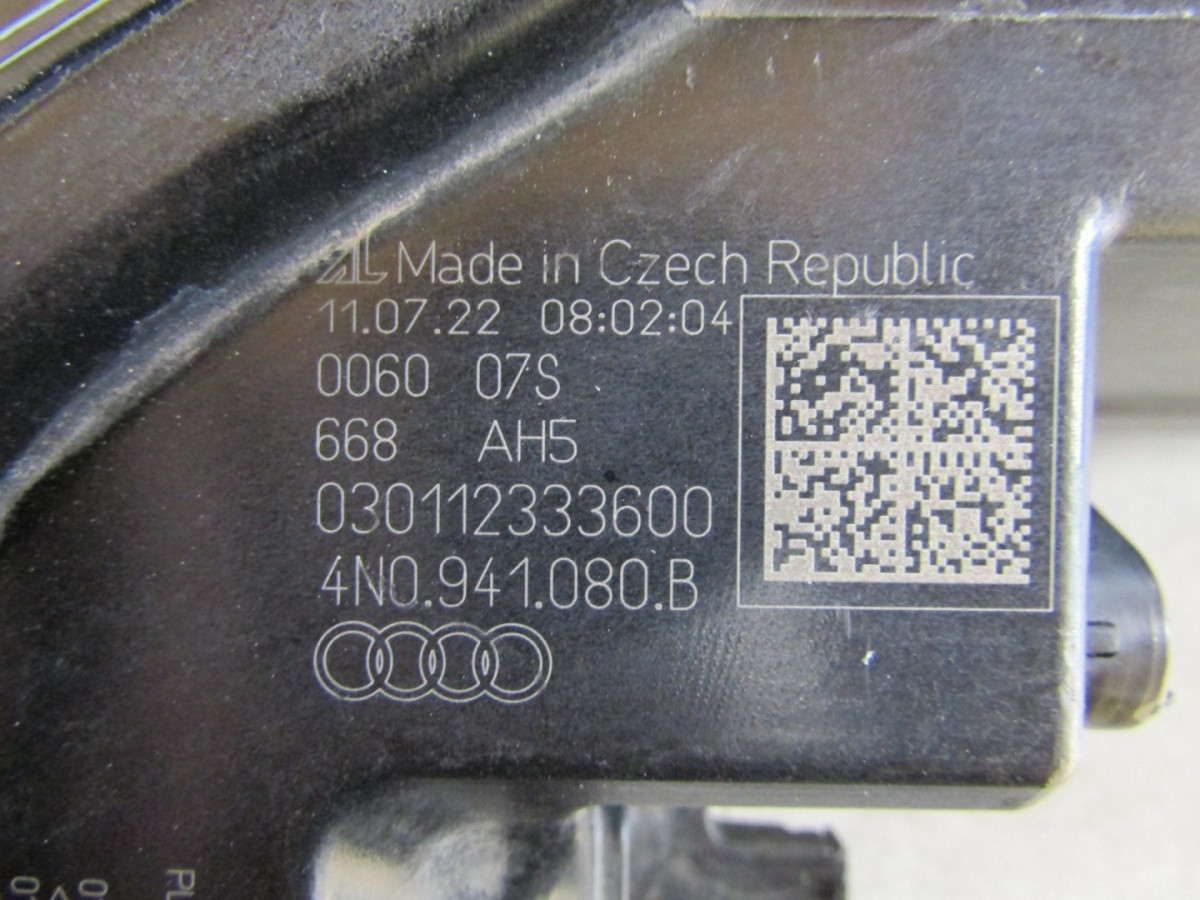 Made in Czech Republic
11.07.22 08:02:04
0060 07S
668 AH5
030112333600
4N0.941.080.B